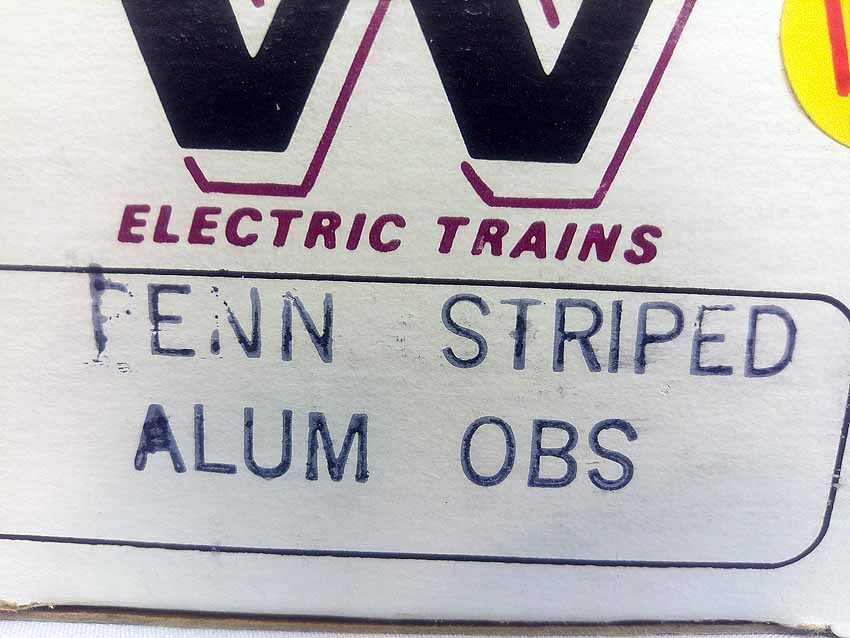 ELECTRIC TRAINS
PENN STRIPED
ALUM OBS